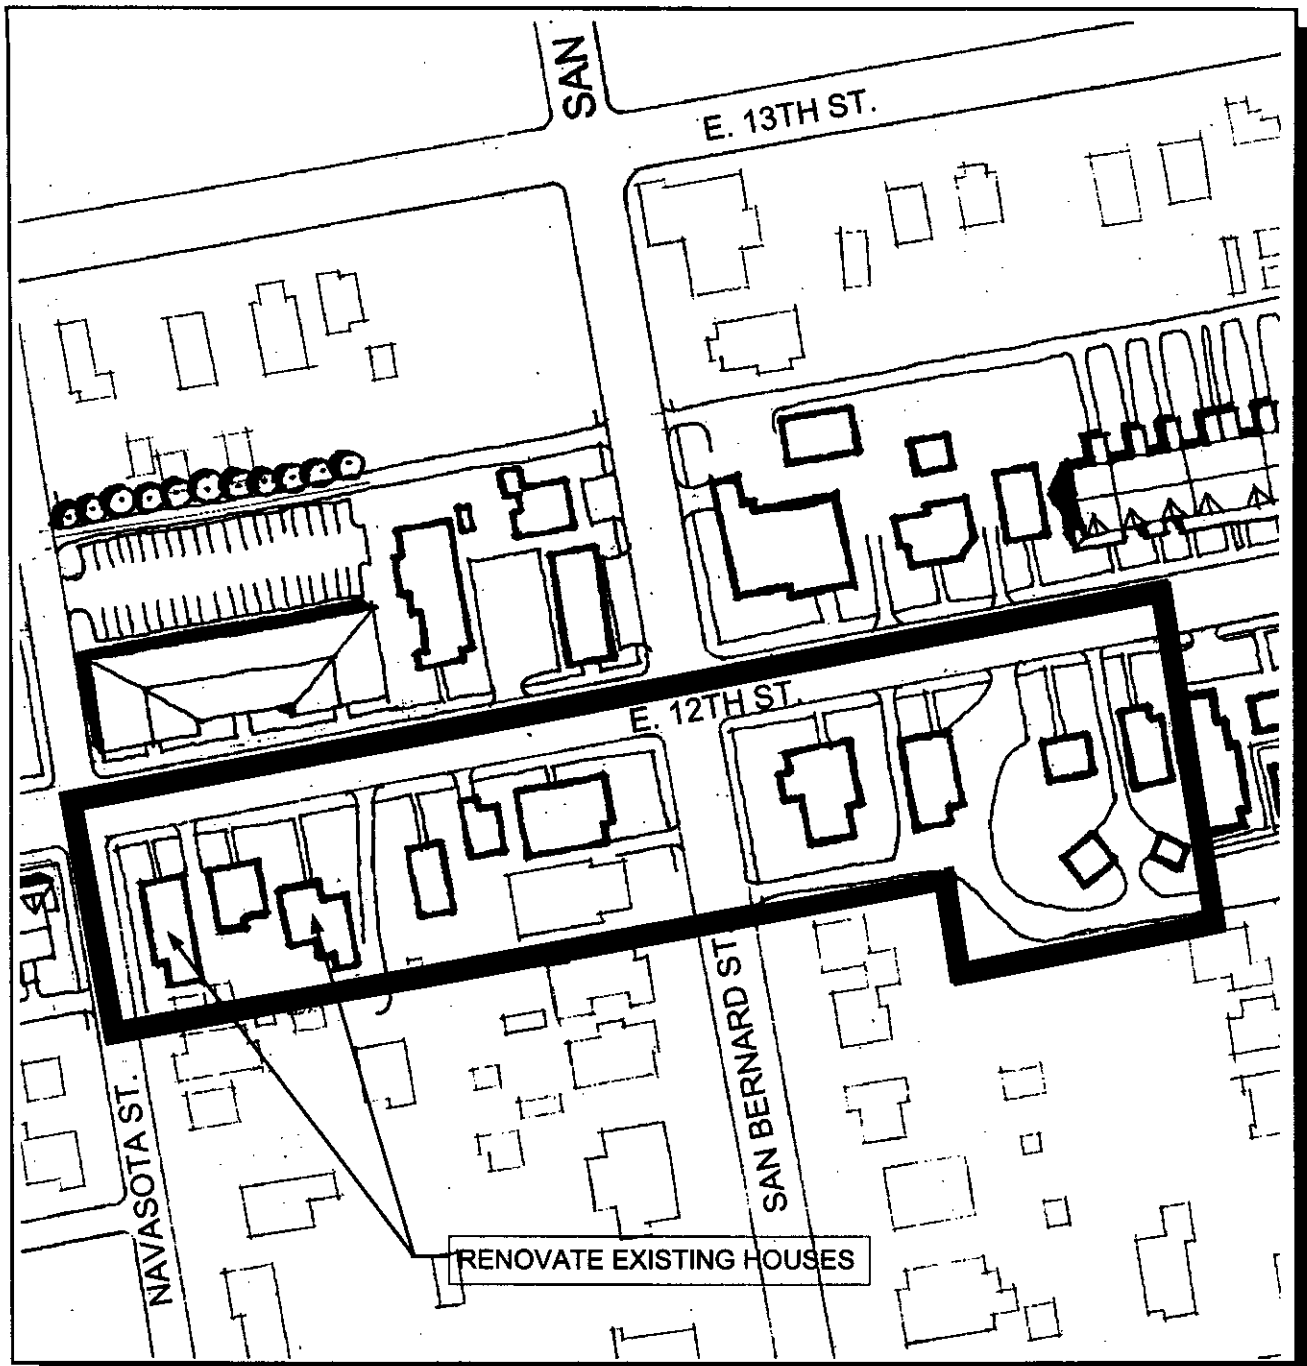 SAN
E. 13TH ST.
E. 12TH ST.
SAN BERNARD ST.
NAVASOTA ST.
RENOVATE EXISTING HOUSES